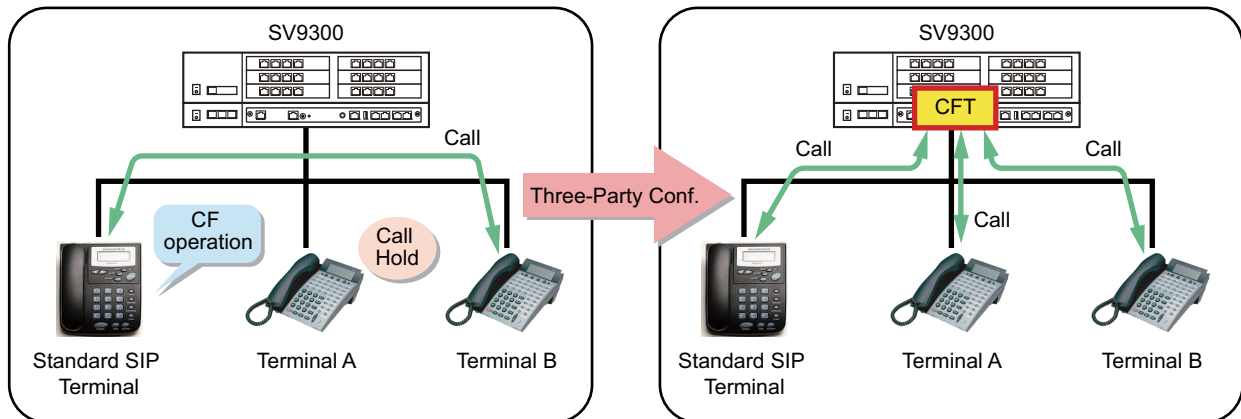 SV9300
Call
CF
operation
Call
Hold
Standard SIP
Terminal
Terminal A
Terminal B
Three-Party Conf.
SV9300
CFT
Call
Call
Call
Standard SIP
Terminal
Terminal A
Terminal B